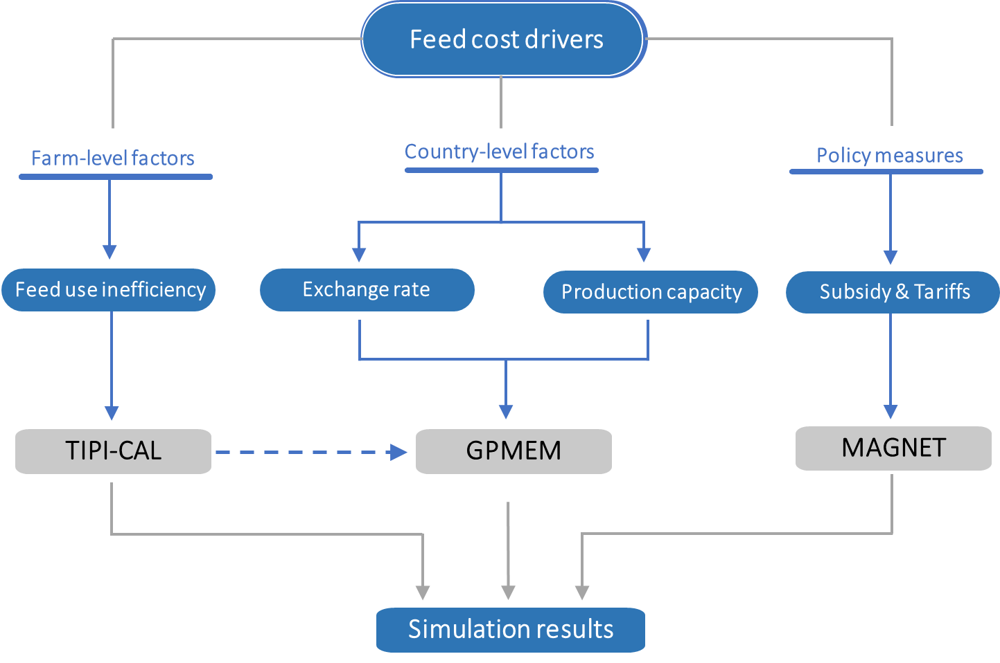 Feed cost drivers
Farm-level factors
Country-level factors
Policy measures
Feed use inefficiency
Exchange rate
Production capacity
Subsidy & Tariffs
TIPI-CAL
GPMEM
MAGNET
Simulation results